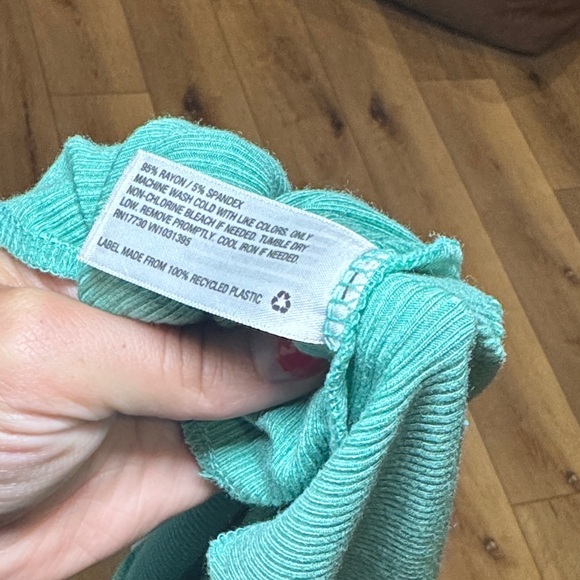 95% RAYON / 5% SPANDEX
MACHINE WASH COLD WITH LIKE COLORS. ONLY
NON-CHLORINE BLEACH IF NEEDED. TUMBLE DRY
LOW. REMOVE PROMPTLY. COOL IRON IF NEEDED.
RN17730 VN1031395
LABEL MADE FROM 100% RECYCLED PLASTIC